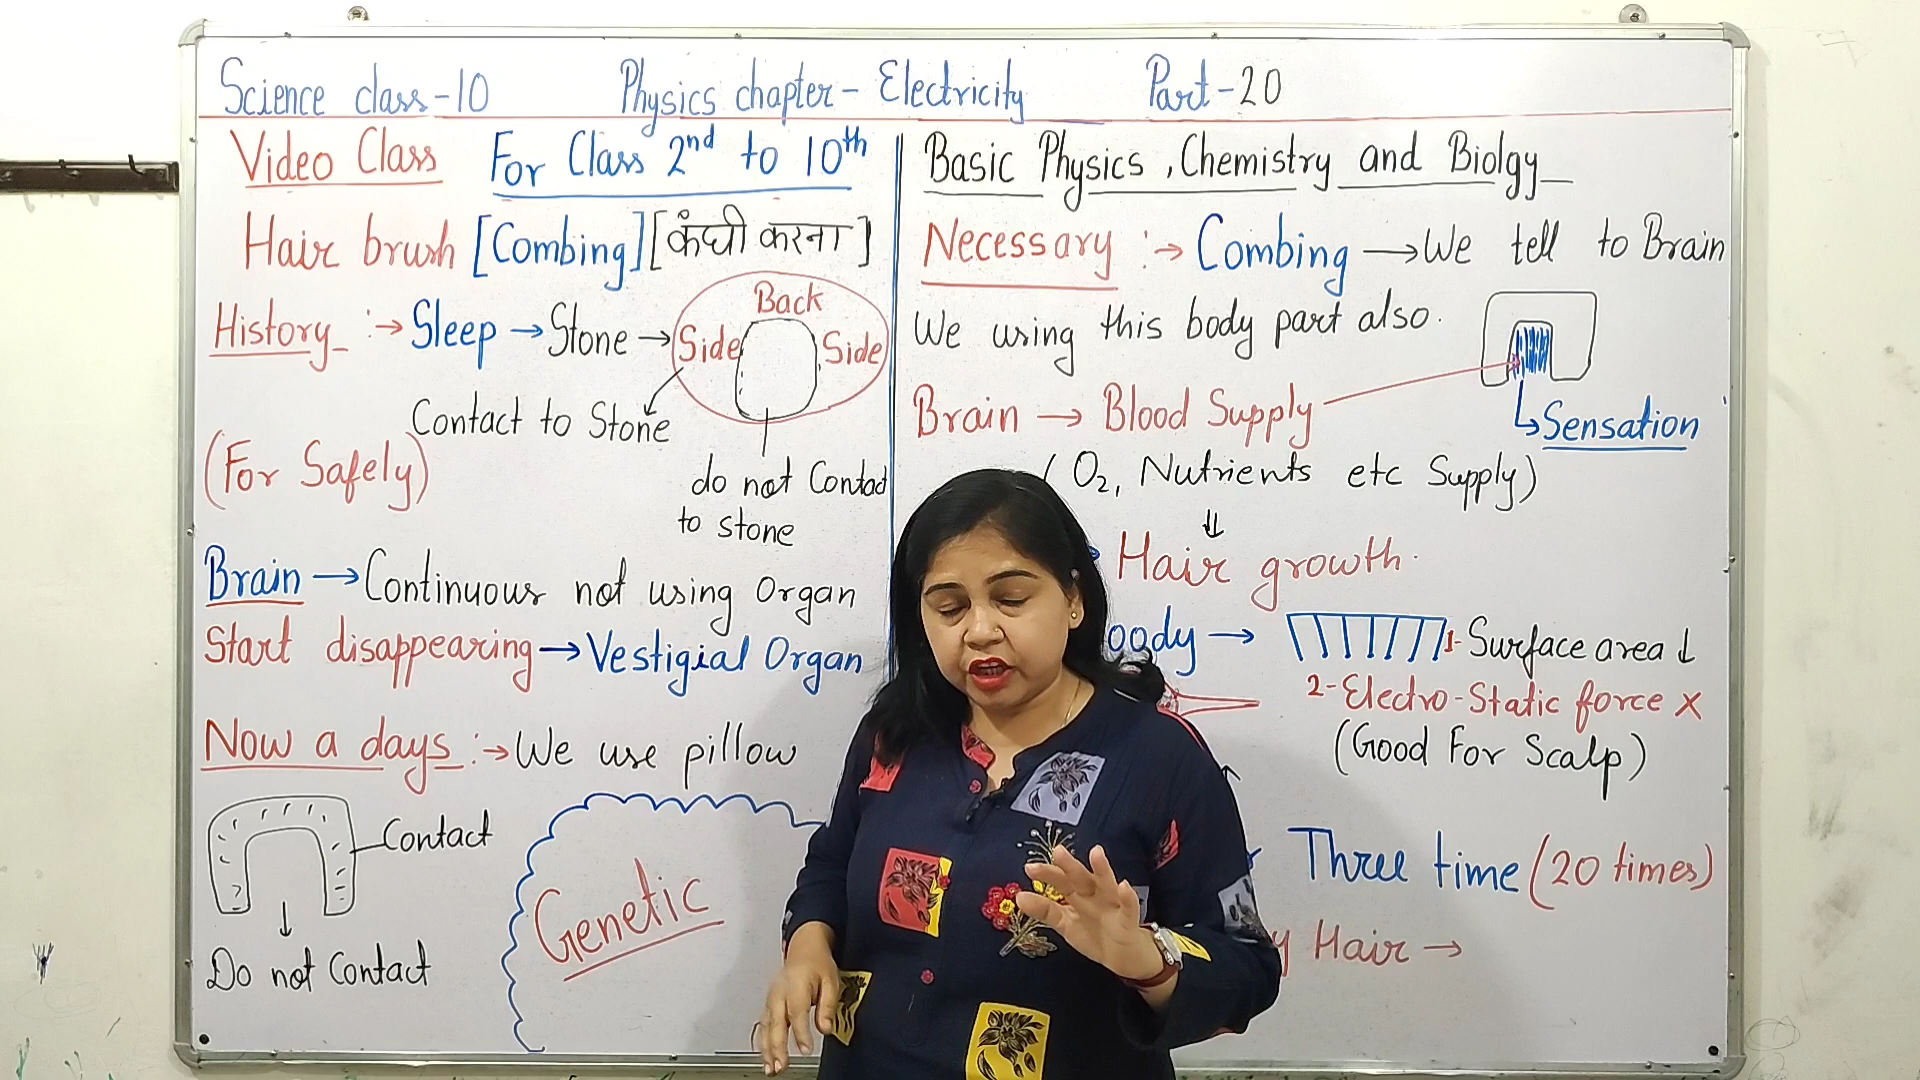 Science class-10 Physics chapter- Electricity Part-20
Video Class For Class 2nd to 10th
Hair brush [Combing] [कंघी करना]
History :→ Sleep → Stone → Side Back Side
Contact to Stone
(For Safely)
do not Contact
to stone
Brain → Continuous not using Organ
Start disappearing → Vestigial Organ
Now a days :→ We use pillow
Contact
Do not Contact
Genetic
Basic Physics, Chemistry and Biolgy
Necessary :→ Combing → We tell to Brain
We using this body part also.
Brain → Blood Supply
Sensation
(O2, Nutrients etc Supply)
Hair growth.
→ 1- Surface area ↓
2- Electro-Static force x
(Good For Scalp)
Three time (20 times)
Hair →